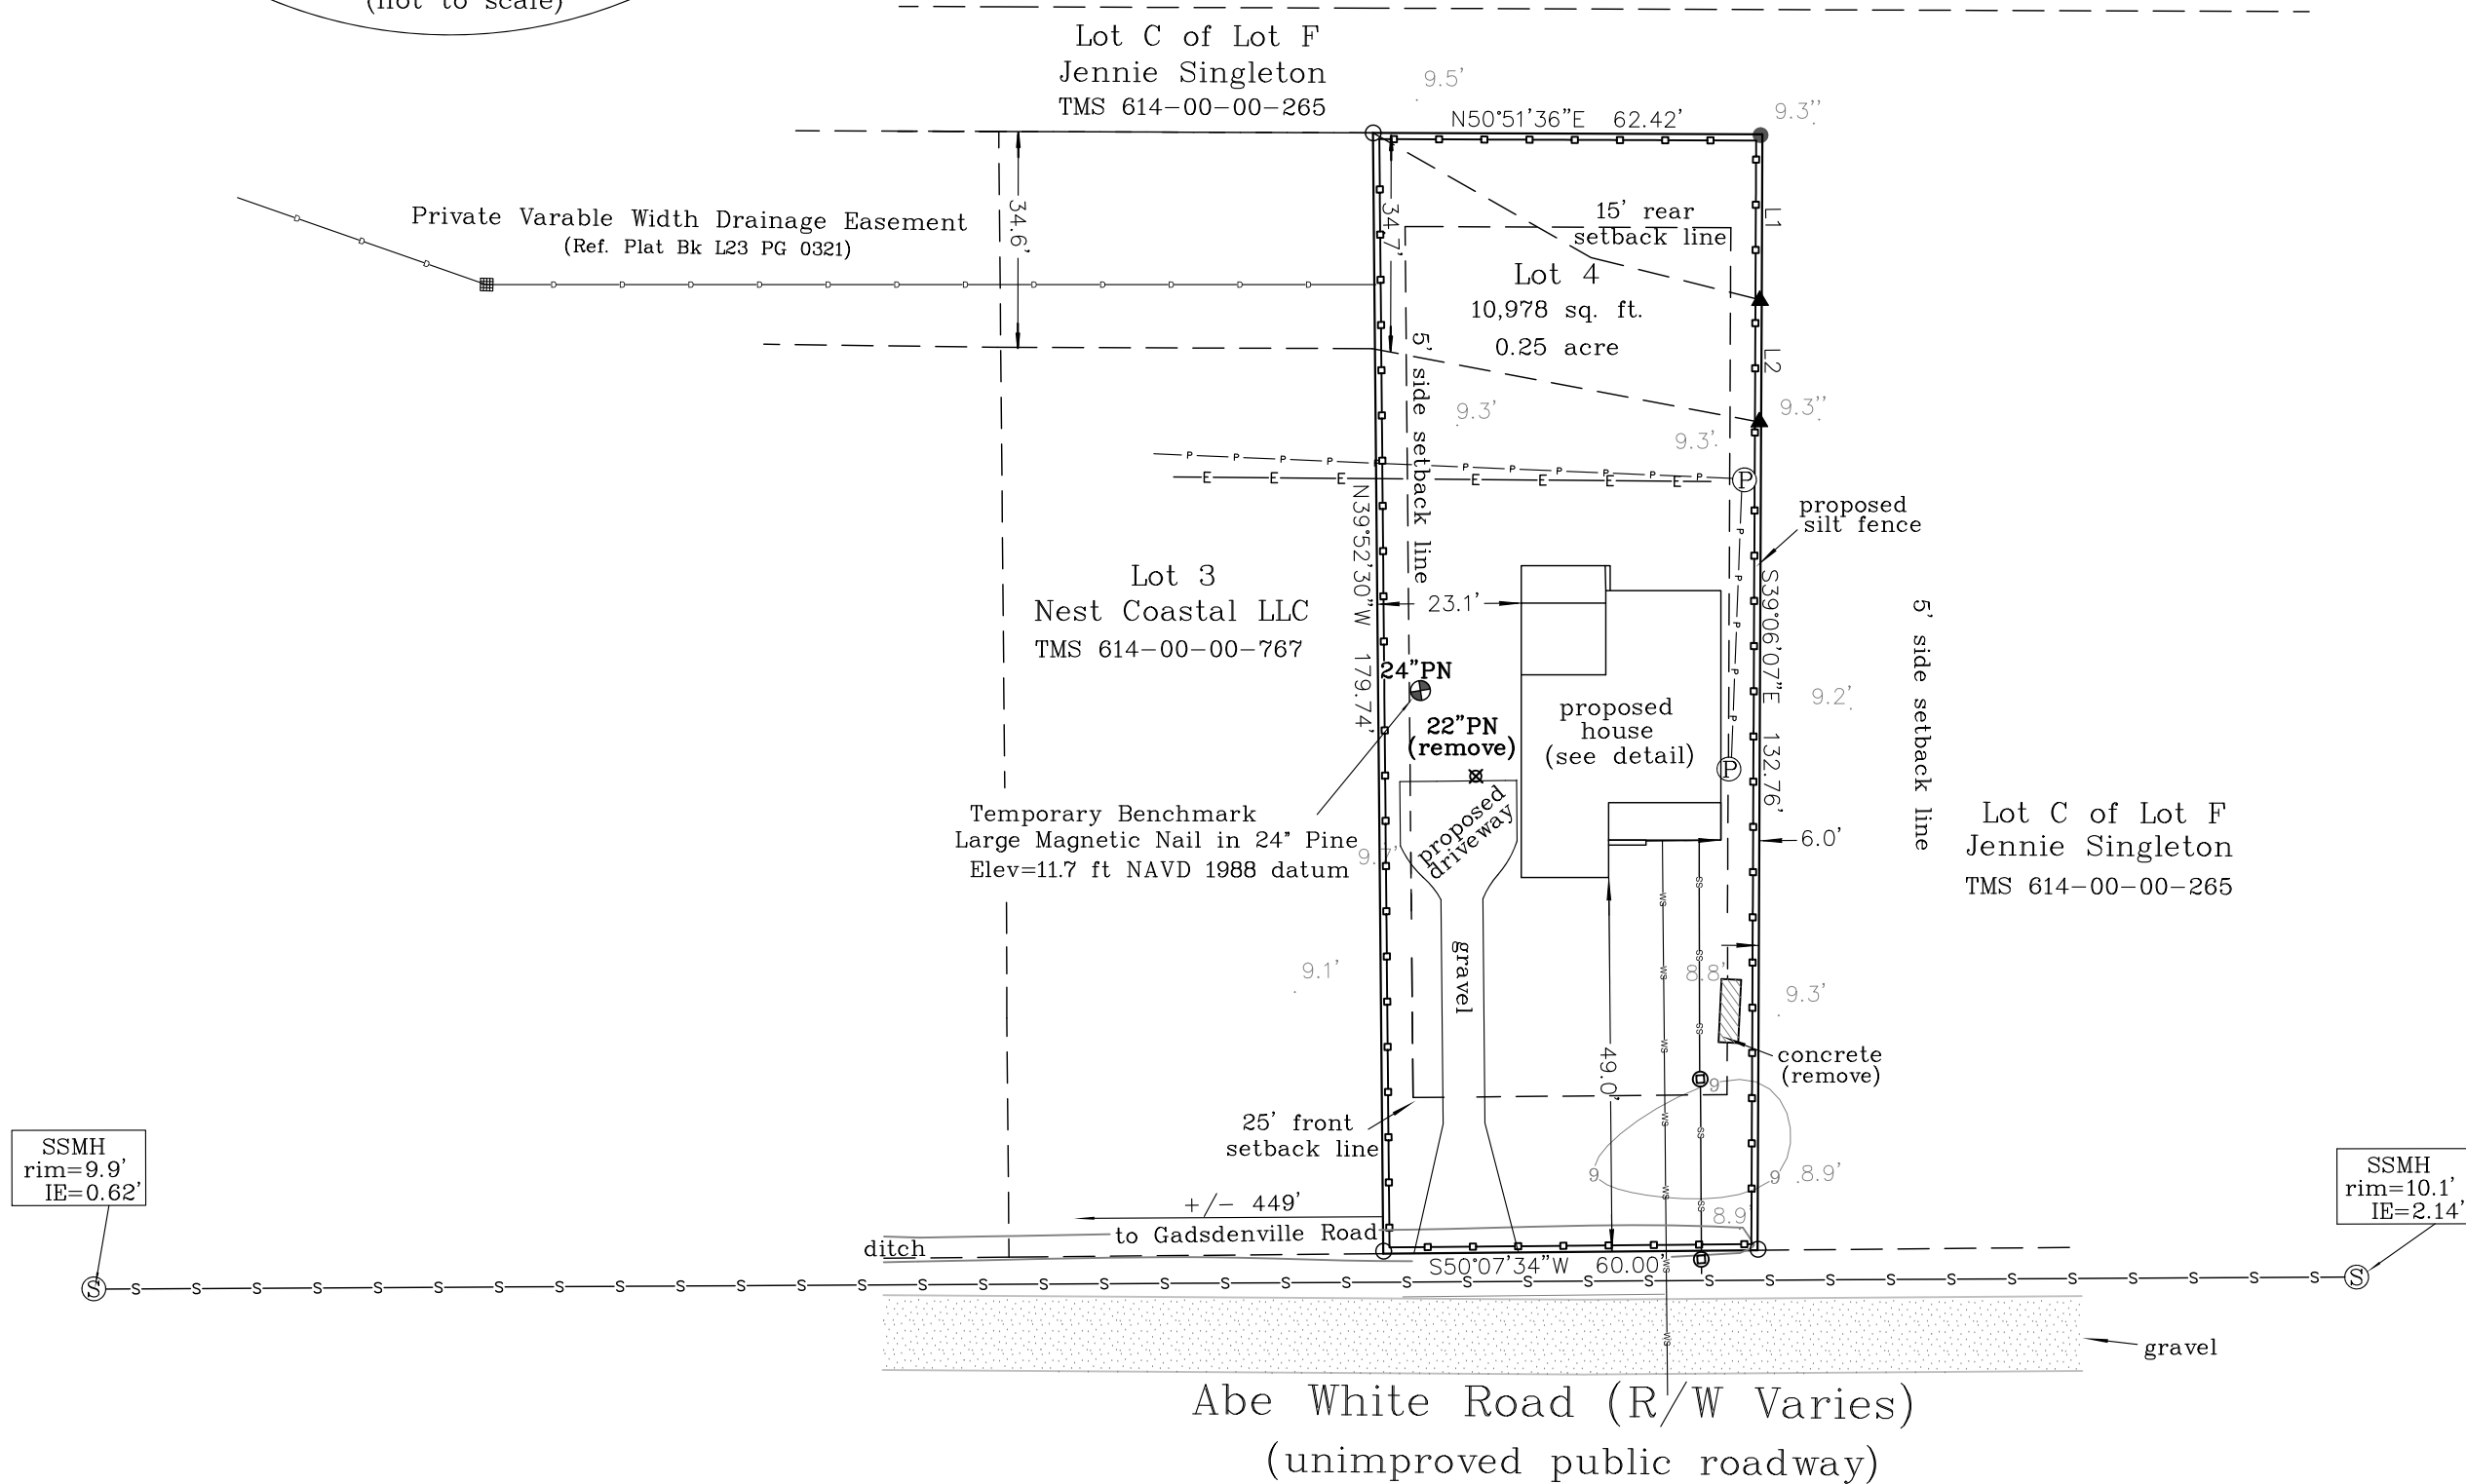 (not to scale)
Lot C of Lot F
Jennie Singleton
TMS 614-00-00-265
9.5'
9.3''
N50°51'36"E 62.42'
Private Varable Width Drainage Easement
(Ref. Plat Bk L23 PG 0321)
34.6'
34.7'
15' rear
setback line
L1
Lot 4
10,978 sq. ft.
0.25 acre
L2
5' side setback line
9.3'
9.3'
9.3''
P P P P P P P P P P
E E E E E E E
P
proposed
silt fence
N39°52'30"W 179.74'
S39°06'07"E 132.76'
Lot 3
Nest Coastal LLC
TMS 614-00-00-767
23.1'
5' side setback line
24"PN
22"PN
(remove)
proposed
house
(see detail)
9.2'
P
Temporary Benchmark
Large Magnetic Nail in 24" Pine
Elev=11.7 ft NAVD 1988 datum
9.7'
proposed
driveway
6.0'
Lot C of Lot F
Jennie Singleton
TMS 614-00-00-265
gravel
9.1'
8.8'
9.3'
49.0'
concrete
(remove)
9
25' front
setback line
9
9
8.9'
SSMH
rim=9.9'
IE=0.62'
SSMH
rim=10.1'
IE=2.14'
+/- 449'
to Gadsdenville Road
8.9'
ditch
S50°07'34"W 60.00'
S S S S S S S S S S S S S S S S S S S S S S S S S S S S S S S S S S S S S S S
gravel
Abe White Road (R/W Varies)
(unimproved public roadway)